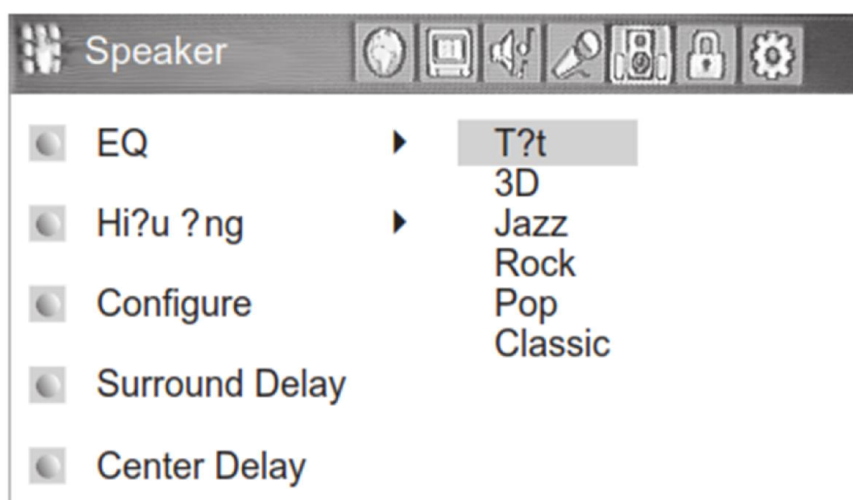 Speaker
EQ
T?t
3D
Hi?u ?ng
Jazz
Rock
Configure
Pop
Classic
Surround Delay
Center Delay